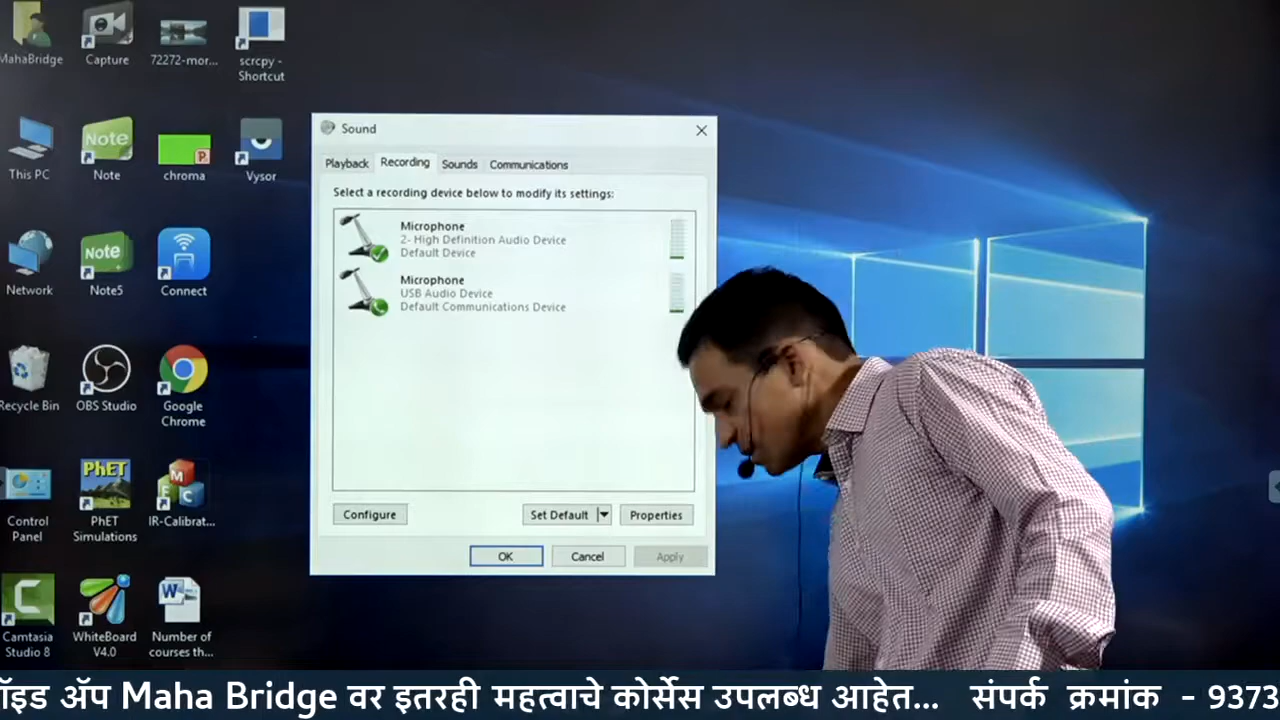 MahaBridge
Capture
72272-mor...
scrcpy -
Shortcut
This PC
Note
Note
chroma
Vysor
Network
Note
Note5
Connect
Recycle Bin
OBS Studio
Google
Chrome
Control
Panel
PhET
PhET
Simulations
M
E
C
IR-Calibrat...
Camtasia
Studio 8
WhiteBoard
V4.0
W
Number of
courses th...
Sound
Playback Recording Sounds Communications
Select a recording device below to modify its settings:
Microphone
2- High Definition Audio Device
Default Device
Microphone
USB Audio Device
Default Communications Device
Configure Set Default Properties
OK Cancel Apply
ॉइड ॲप Maha Bridge वर इतरही महत्वाचे कोर्सेस उपलब्ध आहेत... संपर्क क्रमांक - 9373